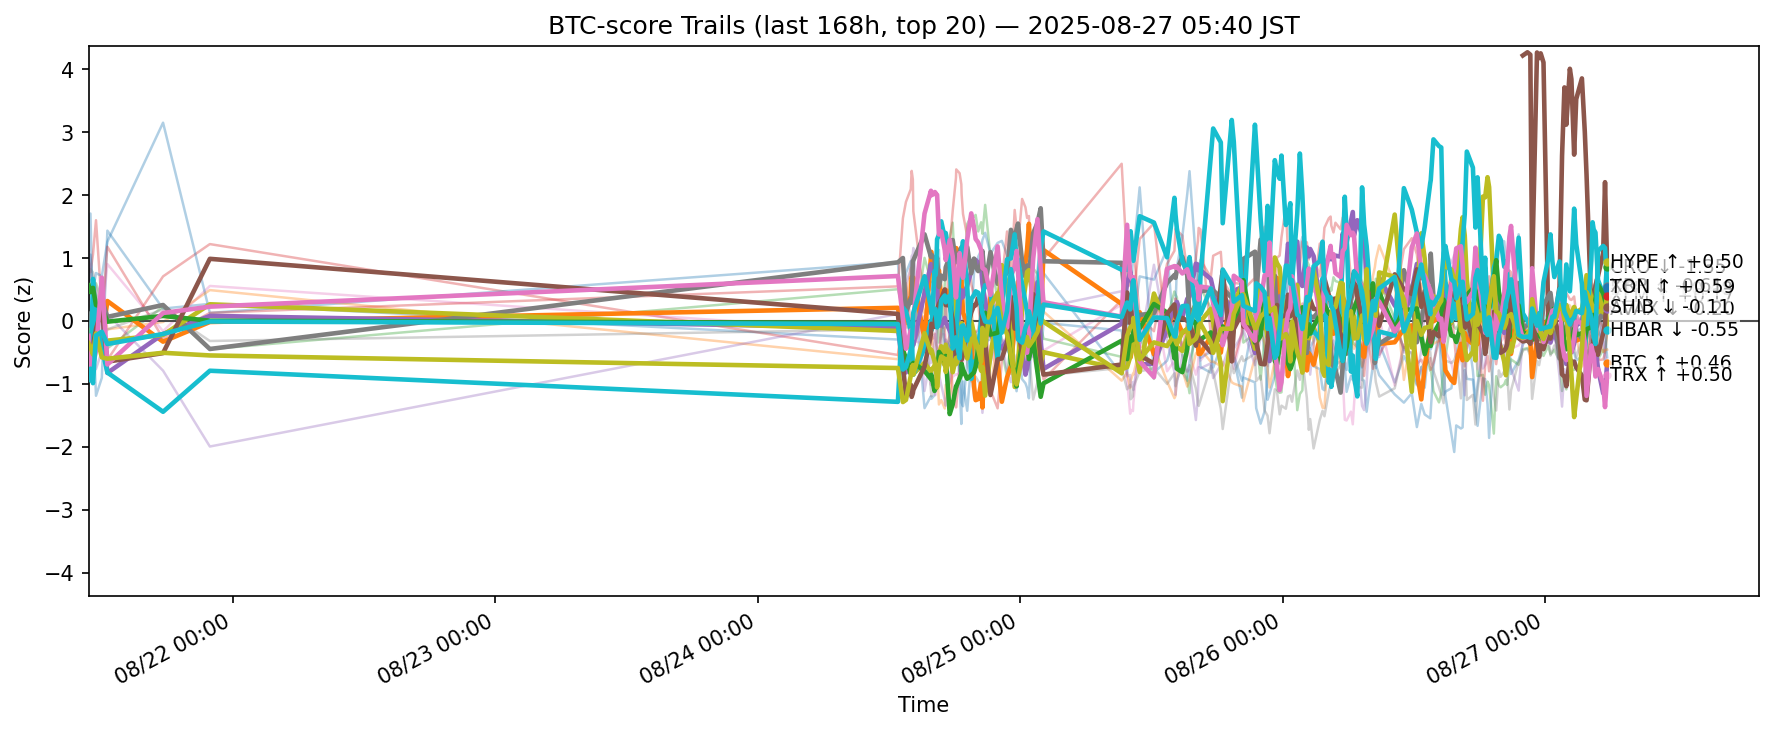 BTC-score Trails (last 168h, top 20) — 2025-08-27 05:40 JST
Score (z)
4
3
2
1
0
−1
−2
−3
−4
HYPE ↑ +0.50
CRO ↓ -1.95
TON ↑ +0.59
SHIB ↓ -0.11
HBAR ↓ -0.55
BTC ↑ +0.46
TRX ↑ +0.50
08/22 00:00
08/23 00:00
08/24 00:00
08/25 00:00
08/26 00:00
08/27 00:00
Time